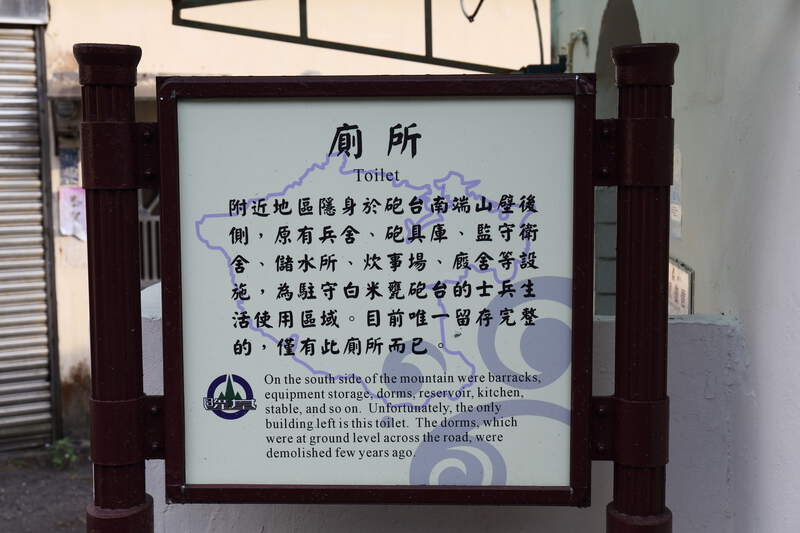 廁所
Toilet
附近地區隱身於砲台南端山壁後
側，原有兵舍、砲具庫、監守衛
舍、儲水所、炊事場、廄舍等設
施，為駐守白米甕砲台的士兵生
活使用區域。目前唯一留存完整
的，僅有此廁所而已。
On the south side of the mountain were barracks,
equipment storage, dorms, reservoir, kitchen,
stable, and so on. Unfortunately, the only
building left is this toilet. The dorms, which
were at ground level across the road, were
demolished few years ago.